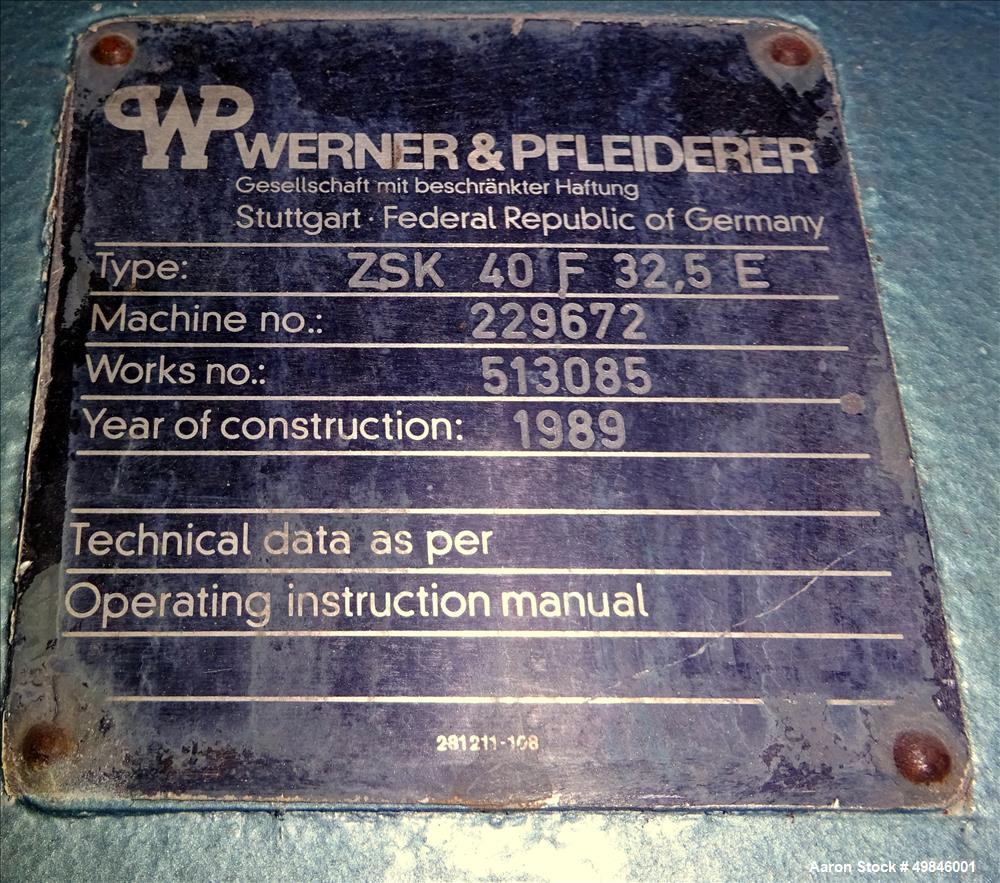 WP WERNER & PFLEIDERER
Gesellschaft mit beschränkter Haftung
Stuttgart · Federal Republic of Germany
Type: ZSK 40 F 32,5 E
Machine no.: 229672
Works no.: 513085
Year of construction: 1989
Technical data as per
Operating instruction manual
281211-108
Aaron Stock # 49846001